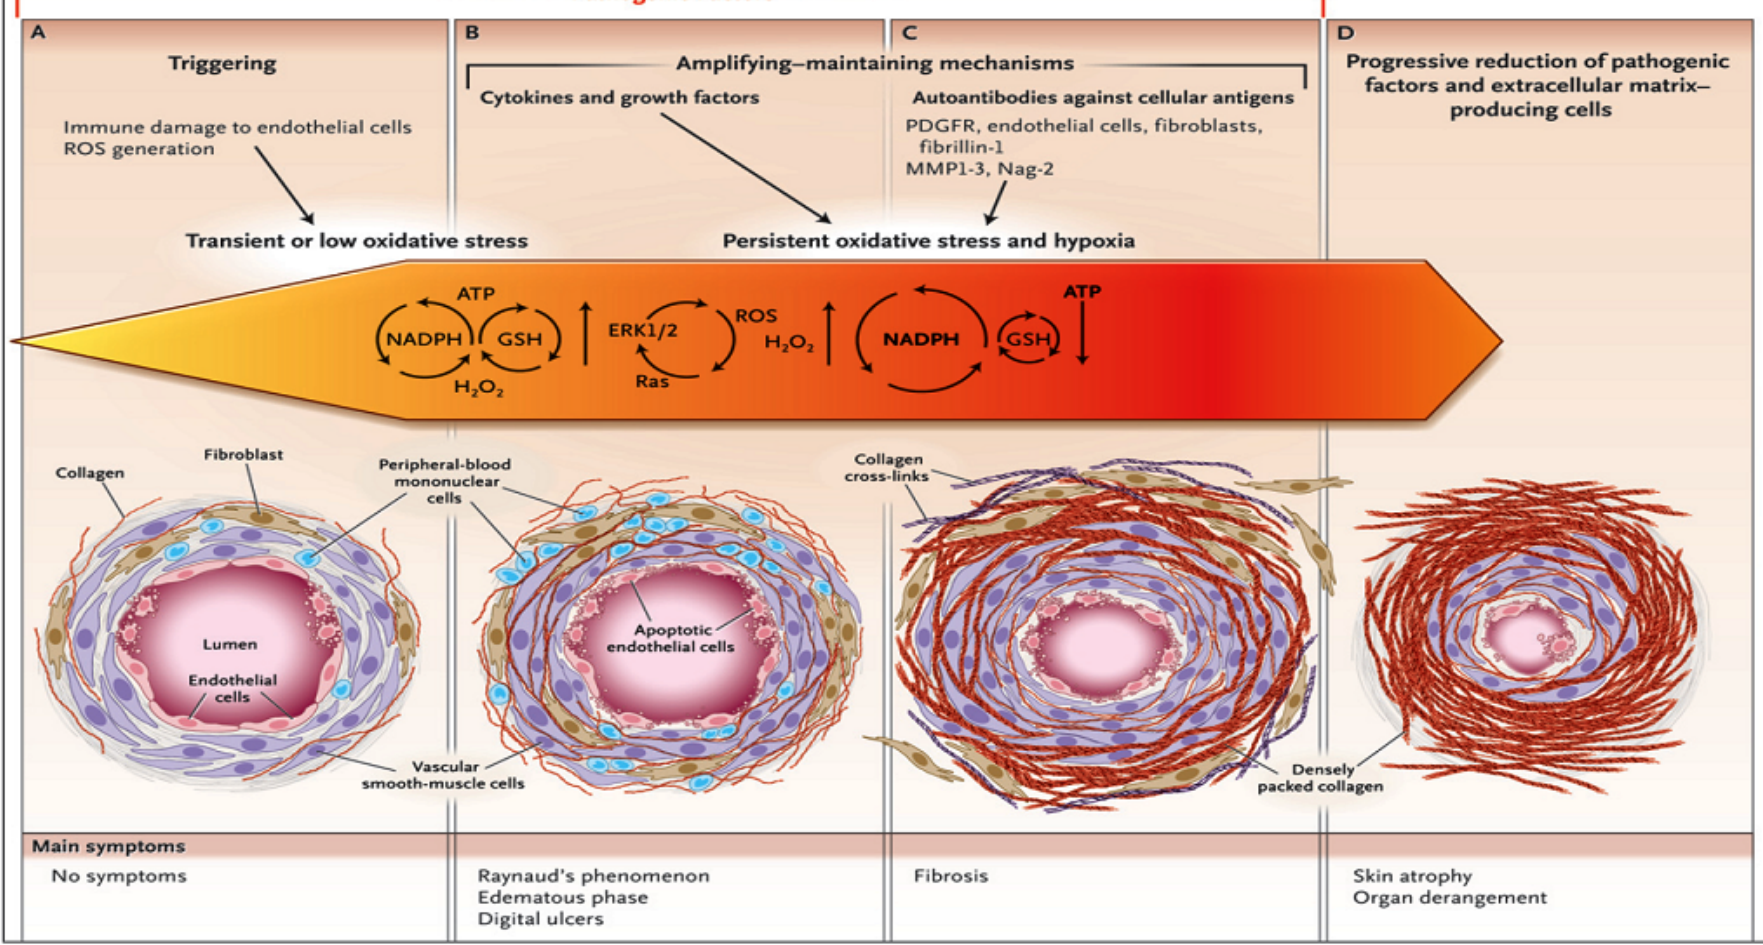 A
Triggering
Immune damage to endothelial cells
ROS generation
Transient or low oxidative stress
B
C
Amplifying–maintaining mechanisms
Cytokines and growth factors
Autoantibodies against cellular antigens
PDGFR, endothelial cells, fibroblasts,
fibrillin-1
MMP1-3, Nag-2
Persistent oxidative stress and hypoxia
D
Progressive reduction of pathogenic
factors and extracellular matrix–
producing cells
ATP
NADPH
GSH
H₂O₂
ERK1/2
ROS
Ras
H₂O₂
NADPH
GSH
ATP
Collagen
Fibroblast
Peripheral-blood
mononuclear
cells
Collagen
cross-links
Lumen
Endothelial
cells
Apoptotic
endothelial cells
Vascular
smooth-muscle cells
Densely
packed collagen
Main symptoms
No symptoms
Raynaud's phenomenon
Edematous phase
Digital ulcers
Fibrosis
Skin atrophy
Organ derangement